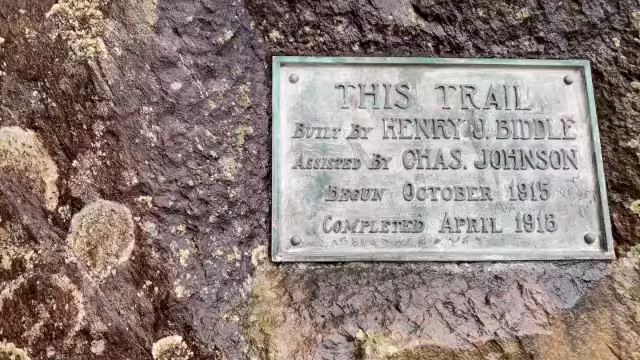 THIS TRAIL
BUILT BY HENRY J. BIDDLE
ASSISTED BY CHAS. JOHNSON
BEGUN OCTOBER 1915
COMPLETED APRIL 1918